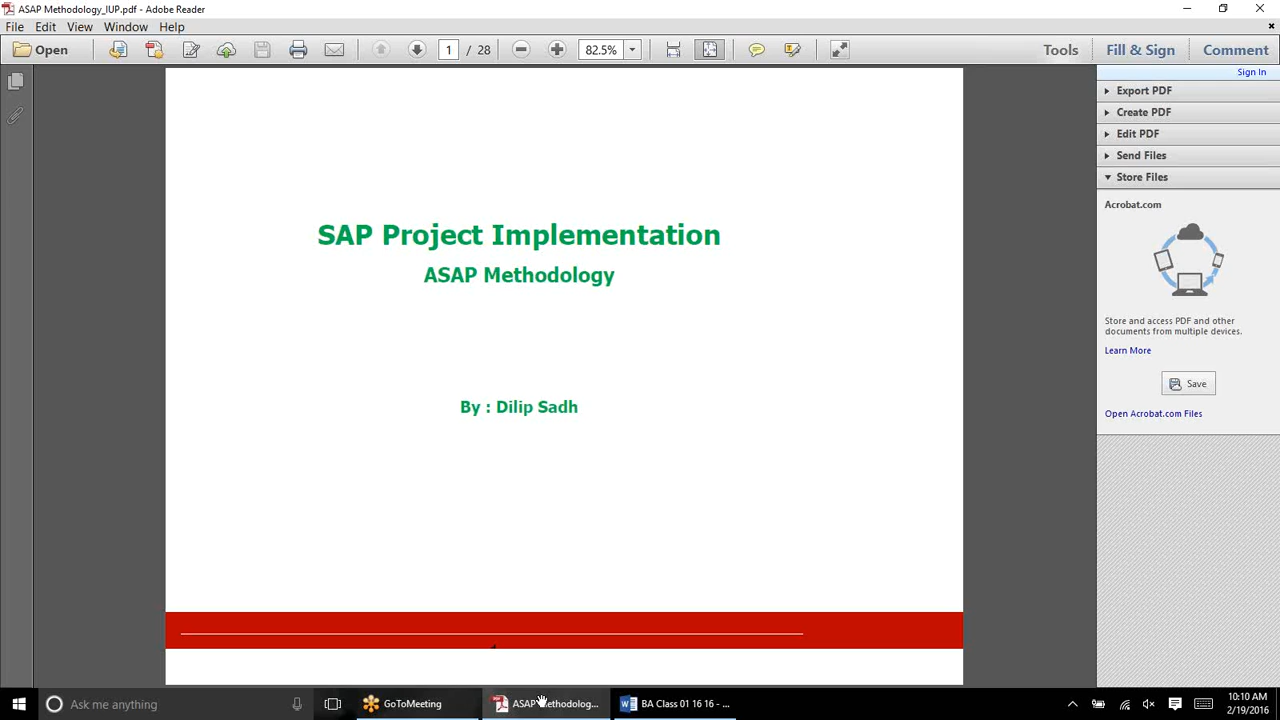 ASAP Methodology_IUP.pdf - Adobe Reader
File Edit View Window Help
Open 1 / 28 82.5% Tools Fill & Sign Comment
Sign In
Export PDF
Create PDF
Edit PDF
Send Files
Store Files
Acrobat.com
Store and access PDF and other
documents from multiple devices.
Learn More
Save
Open Acrobat.com Files
SAP Project Implementation
ASAP Methodology
By : Dilip Sadh
Ask me anything GoToMeeting ASAP Methodolog... BA Class 01 16 16 - ... 10:10 AM
2/19/2016